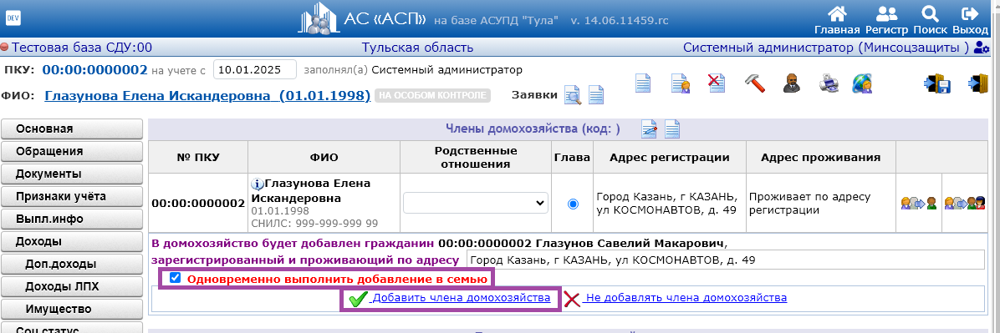 DEV
АС «АСП» на базе АСУПД "Тула" v. 14.06.11459.rc
Главная Регистр Поиск Выход
Тестовая база СДУ:00 Тульская область Системный администратор (Минсоцзащиты )
ПКУ: 00:00:0000002 на учете с 10.01.2025 заполнял(а) Системный администратор
ФИО: Глазунова Елена Искандеровна (01.01.1998) НА ОСОБОМ КОНТРОЛЕ Заявки
Основная
Обращения
Документы
Признаки учёта
Выпл.инфо
Доходы
Доп.доходы
Доходы ЛПХ
Имущество
Соц.статус
Члены домохозяйства (код: )
№ ПКУ ФИО Родственные отношения Глава Адрес регистрации Адрес проживания
00:00:0000002
Глазунова Елена
Искандеровна
01.01.1998
СНИЛС: 999-999-999 99
Город Казань, г КАЗАНЬ,
ул КОСМОНАВТОВ, д. 49
Проживает по адресу
регистрации
В домохозяйство будет добавлен гражданин 00:00:0000002 Глазунов Савелий Макарович,
зарегистрированный и проживающий по адресу Город Казань, г КАЗАНЬ, ул КОСМОНАВТОВ, д. 49
Одновременно выполнить добавление в семью
Добавить члена домохозяйства Не добавлять члена домохозяйства